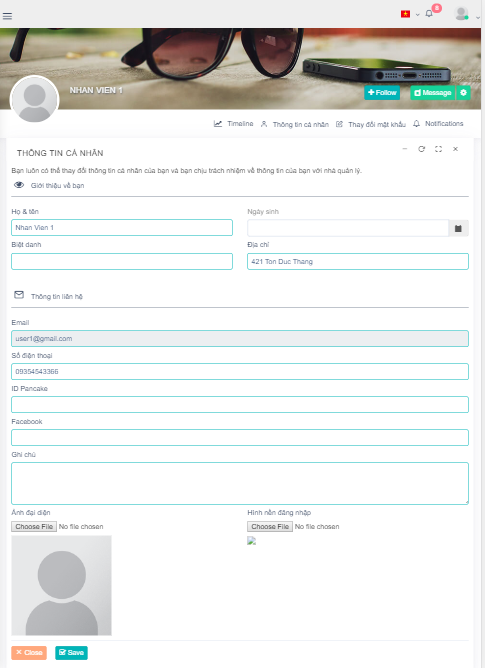 8
NHAN VIEN 1
Follow
Message
Timeline Thông tin cá nhân Thay đổi mật khẩu Notifications
THÔNG TIN CÁ NHÂN
Bạn luôn có thể thay đổi thông tin cá nhân của bạn và bạn chịu trách nhiệm về thông tin của bạn với nhà quản lý.
Giới thiệu về bạn
Họ & tên Ngày sinh
Nhan Vien 1
Biệt danh Địa chỉ
421 Ton Duc Thang
Thông tin liên hệ
Email
user1@gmail.com
Số điện thoại
09354543366
ID Pancake
Facebook
Ghi chú
Ảnh đại diện Hình nền đăng nhập
Choose File No file chosen Choose File No file chosen
Close Save